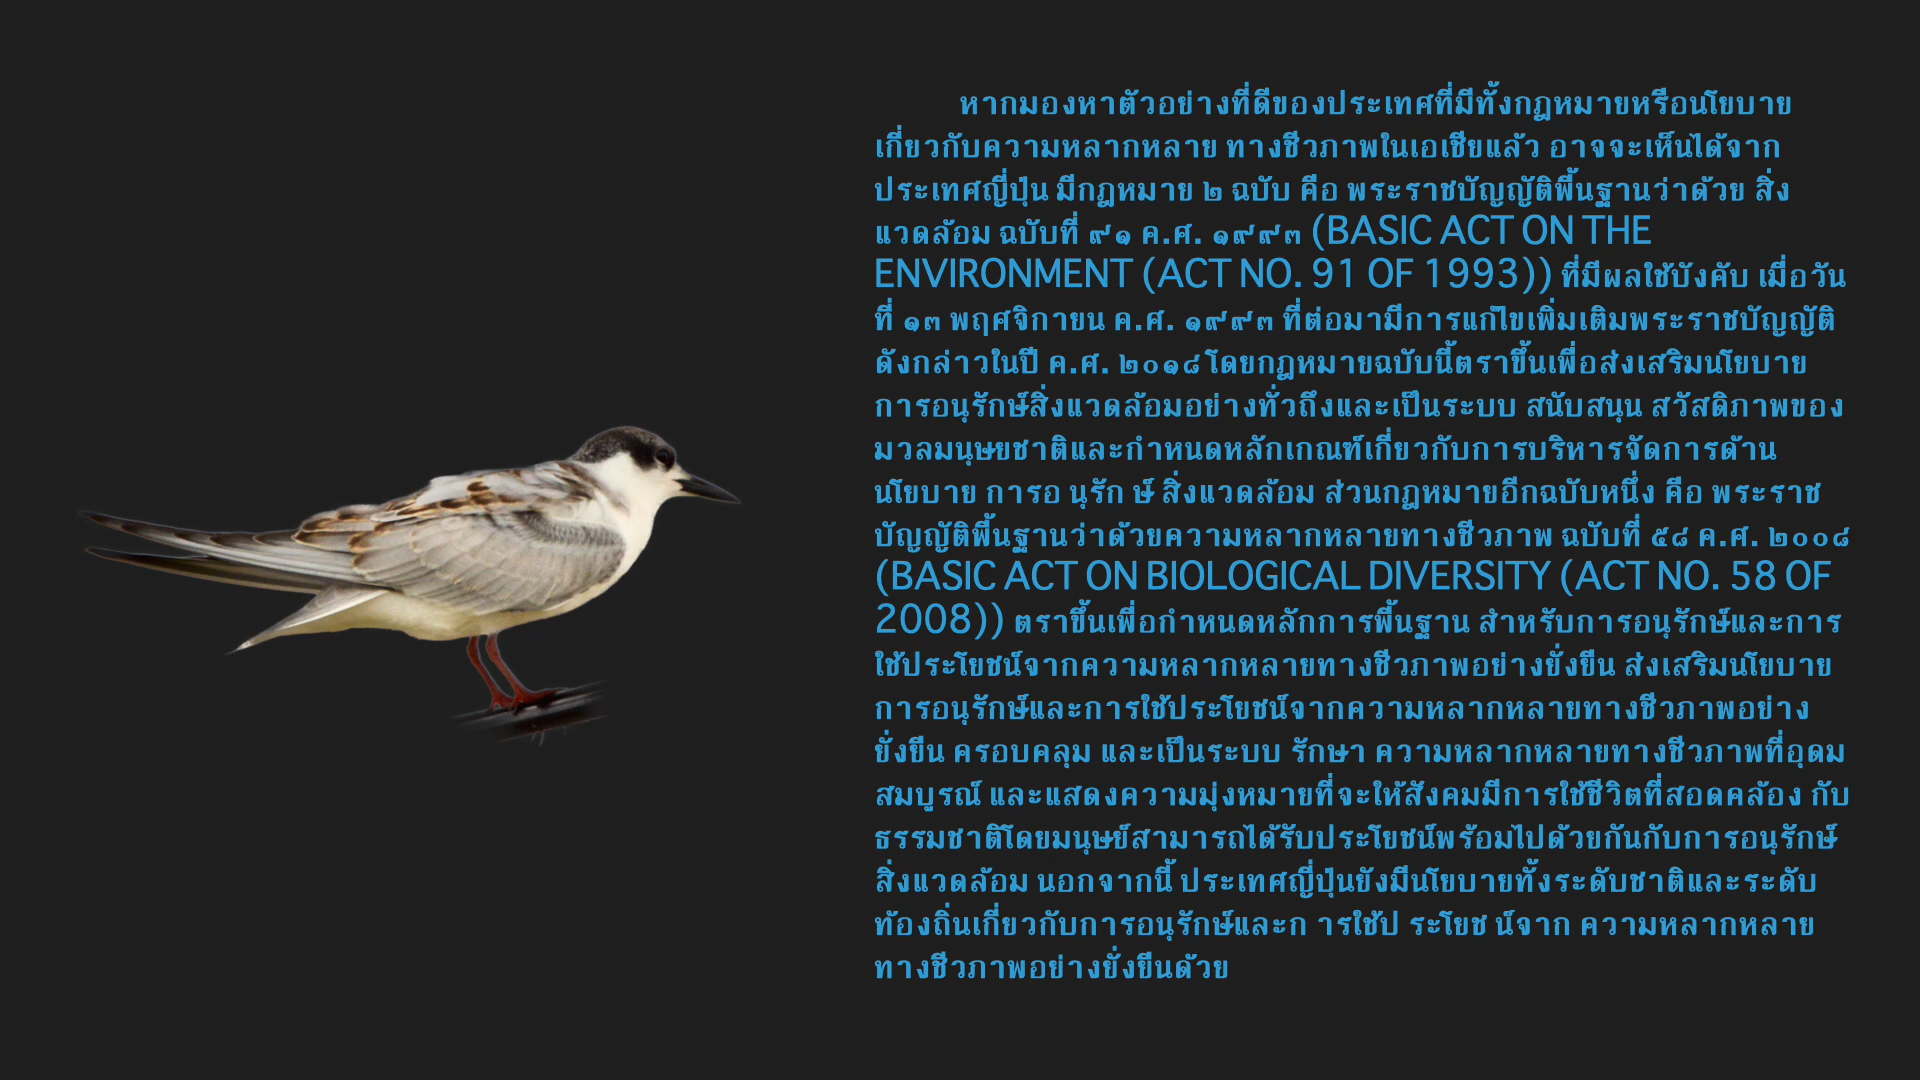 หากมองหาตัวอย่างที่ดีของประเทศที่มีทั้งกฎหมายหรือนโยบาย
เกี่ยวกับความหลากหลาย ทางชีวภาพในเอเชียแล้ว อาจจะเห็นได้จาก
ประเทศญี่ปุ่น มีกฎหมาย ๒ ฉบับ คือ พระราชบัญญัติพื้นฐานว่าด้วย สิ่ง
แวดล้อม ฉบับที่ ๙๑ ค.ศ. ๑๙๙๓ (BASIC ACT ON THE
ENVIRONMENT (ACT NO. 91 OF 1993)) ที่มีผลใช้บังคับ เมื่อวัน
ที่ ๑๓ พฤศจิกายน ค.ศ. ๑๙๙๓ ที่ต่อมามีการแก้ไขเพิ่มเติมพระราชบัญญัติ
ดังกล่าวในปี ค.ศ. ๒๐๑๘ โดยกฎหมายฉบับนี้ตราขึ้นเพื่อส่งเสริมนโยบาย
การอนุรักษ์สิ่งแวดล้อมอย่างทั่วถึงและเป็นระบบ สนับสนุน สวัสดิภาพของ
มวลมนุษยชาติและกำหนดหลักเกณฑ์เกี่ยวกับการบริหารจัดการด้าน
นโยบาย การอ นุรัก ษ์ สิ่งแวดล้อม ส่วนกฎหมายอีกฉบับหนึ่ง คือ พระราช
บัญญัติพื้นฐานว่าด้วยความหลากหลายทางชีวภาพ ฉบับที่ ๕๘ ค.ศ. ๒๐๐๘
(BASIC ACT ON BIOLOGICAL DIVERSITY (ACT NO. 58 OF
2008)) ตราขึ้นเพื่อกำหนดหลักการพื้นฐาน สำหรับการอนุรักษ์และการ
ใช้ประโยชน์จากความหลากหลายทางชีวภาพอย่างยั่งยืน ส่งเสริมนโยบาย
การอนุรักษ์และการใช้ประโยชน์จากความหลากหลายทางชีวภาพอย่าง
ยั่งยืน ครอบคลุม และเป็นระบบ รักษา ความหลากหลายทางชีวภาพที่อุดม
สมบูรณ์ และแสดงความมุ่งหมายที่จะให้สังคมมีการใช้ชีวิตที่สอดคล้อง กับ
ธรรมชาติโดยมนุษย์สามารถได้รับประโยชน์พร้อมไปด้วยกันกับการอนุรักษ์
สิ่งแวดล้อม นอกจากนี้ ประเทศญี่ปุ่นยังมีนโยบายทั้งระดับชาติและระดับ
ท้องถิ่นเกี่ยวกับการอนุรักษ์และก ารใช้ป ระโยช น์จาก ความหลากหลาย
ทางชีวภาพอย่างยั่งยืนด้วย